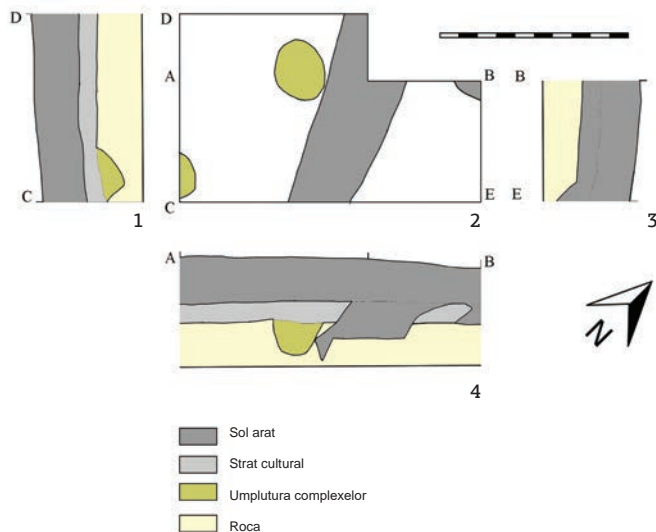 D
D
A
B
B
C
C
E
E
1
2
3
A
B
4
N
Sol arat
Strat cultural
Umplutura complexelor
Roca